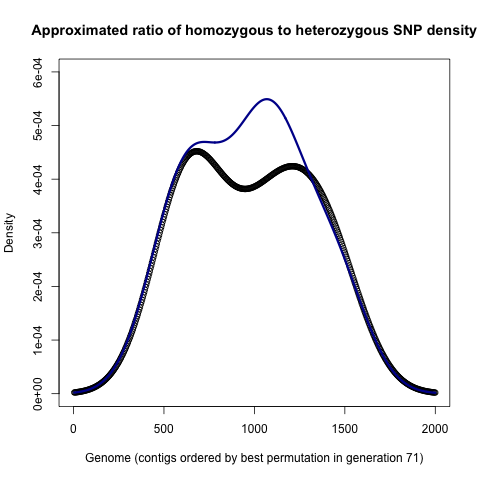 Approximated ratio of homozygous to heterozygous SNP density
6e-04
5e-04
4e-04
3e-04
2e-04
1e-04
0e+00
Density
0 500 1000 1500 2000
Genome (contigs ordered by best permutation in generation 71)